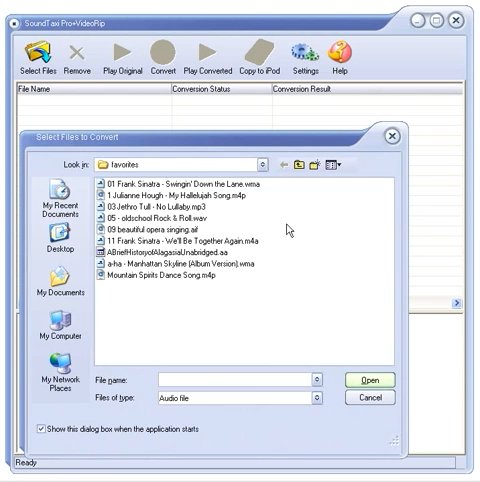 SoundTaxi Pro+VideoRip
Select Files Remove Play Original Convert Play Converted Copy to iPod Settings Help
File Name Conversion Status Conversion Result
Select Files to Convert
Look in: favorites
01 Frank Sinatra - Swingin' Down the Lane.wma
1 Julianne Hough - My Hallelujah Song.m4p
03 Jethro Tull - No Lullaby.mp3
05 - oldschool Rock & Roll.wav
09 beautiful opera singing.aif
11 Frank Sinatra - We'll Be Together Again.m4a
ABriefHistoryofAlagasiaUnabridged.aa
a-ha - Manhattan Skyline (Album Version).wma
Mountain Spirits Dance Song.m4p
My Recent
Documents
Desktop
My Documents
My Computer
My Network
Places
File name: Open
Files of type: Audio file Cancel
Show this dialog box when the application starts
Ready